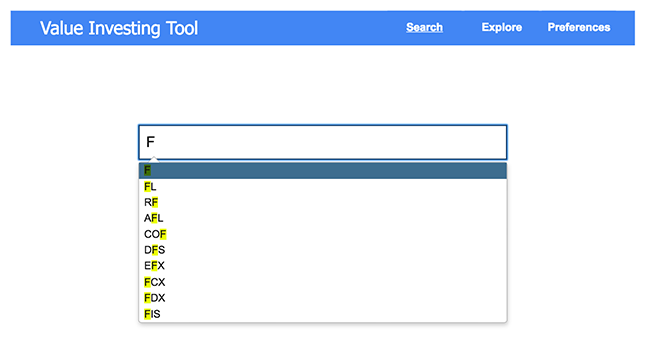 Value Investing Tool Search Explore Preferences
F
F
FL
RF
AFL
COF
DFS
EFX
FCX
FDX
FIS